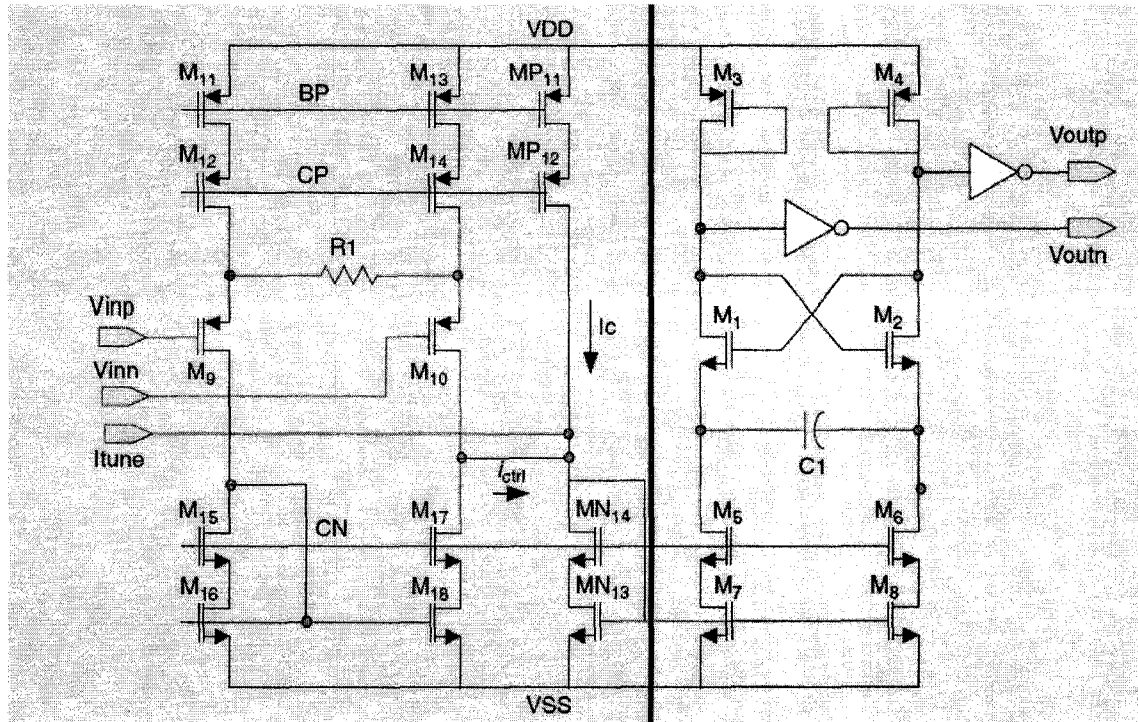 VDD
M11
BP
M13
MP11
M3
M4
Voutp
M12
CP
M14
MP12
Voutn
R1
Vinp
M9
M10
Ic
M1
M2
Vinn
Itune
ictrl
C1
M15
CN
M17
MN14
M5
M6
M16
M18
MN13
M7
M8
VSS